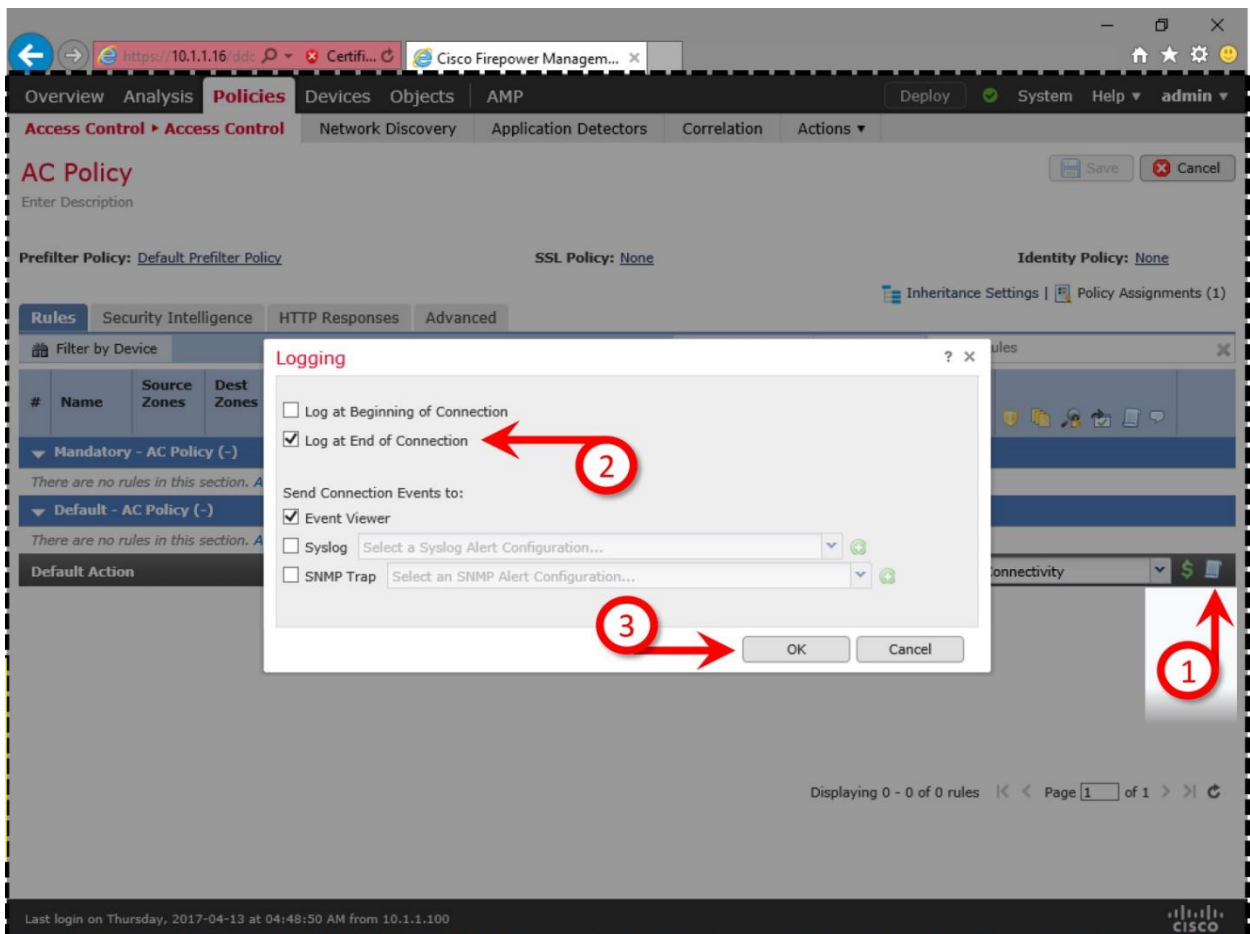 https://10.1.1.16/ddc Certifi... Cisco Firepower Managem...
Overview Analysis Policies Devices Objects AMP Deploy System Help admin
Access Control ▸ Access Control Network Discovery Application Detectors Correlation Actions
AC Policy Save Cancel
Enter Description
Prefilter Policy: Default Prefilter Policy SSL Policy: None Identity Policy: None
Inheritance Settings | Policy Assignments (1)
Rules Security Intelligence HTTP Responses Advanced
Filter by Device ules
# Name Source Zones Dest Zones
Mandatory - AC Policy (-)
There are no rules in this section. A
Default - AC Policy (-)
There are no rules in this section. A
Default Action onnectivity
Logging
Log at Beginning of Connection
Log at End of Connection
2
Send Connection Events to:
Event Viewer
Syslog Select a Syslog Alert Configuration...
SNMP Trap Select an SNMP Alert Configuration...
3
OK Cancel
1
Displaying 0 - 0 of 0 rules Page 1 of 1
Last login on Thursday, 2017-04-13 at 04:48:50 AM from 10.1.1.100
CISCO